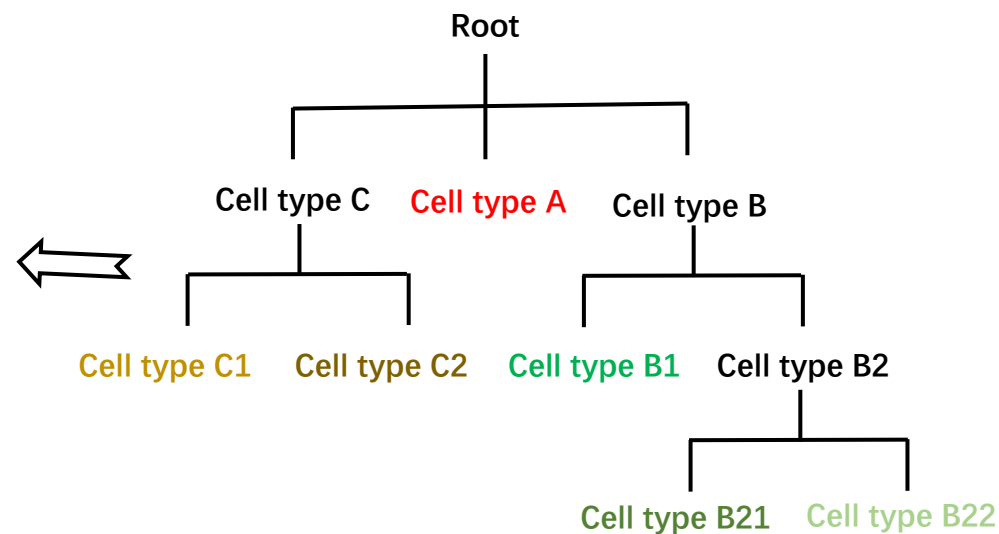 Root
Cell type C
Cell type A
Cell type B
Cell type C1
Cell type C2
Cell type B1
Cell type B2
Cell type B21
Cell type B22